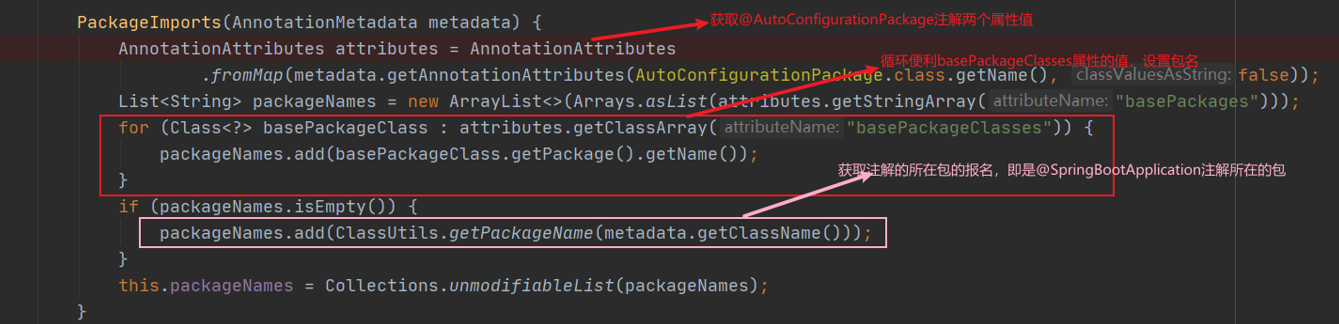 PackageImports(AnnotationMetadata metadata) {
获取@AutoConfigurationPackage注解两个属性值
AnnotationAttributes attributes = AnnotationAttributes
循环便利basePackageClasses属性的值，设置包名
.fromMap(metadata.getAnnotationAttributes(AutoConfigurationPackage.class.getName(), classValuesAsString: false));
List<String> packageNames = new ArrayList<>(Arrays.asList(attributes.getStringArray( attributeName: "basePackages")));
for (Class<?> basePackageClass : attributes.getClassArray( attributeName: "basePackageClasses")) {
packageNames.add(basePackageClass.getPackage().getName());
获取注解的所在包的报名，即是@SpringBootApplication注解所在的包
}
if (packageNames.isEmpty()) {
packageNames.add(ClassUtils.getPackageName(metadata.getClassName()));
}
this.packageNames = Collections.unmodifiableList(packageNames);
}